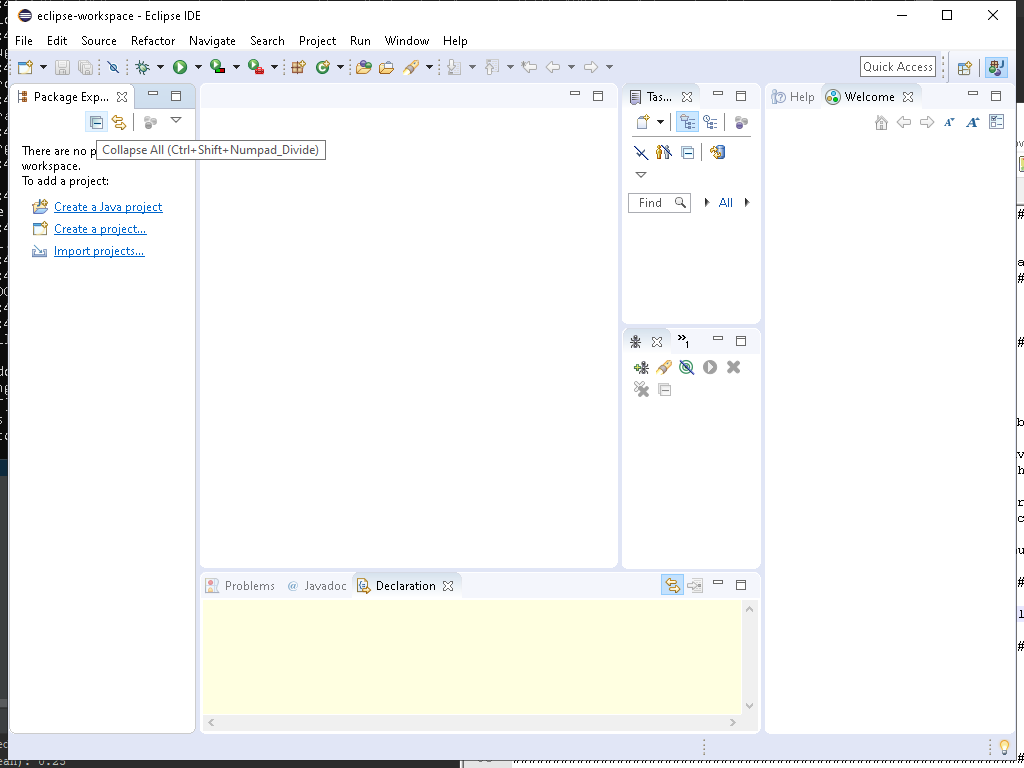 eclipse-workspace - Eclipse IDE
File Edit Source Refactor Navigate Search Project Run Window Help
Quick Access
Package Exp...
Tas...
Help
Welcome
There are no p
Collapse All (Ctrl+Shift+Numpad_Divide)
workspace.
To add a project:
Create a Java project
Create a project...
Import projects...
Find
All
1
Problems
@ Javadoc
Declaration